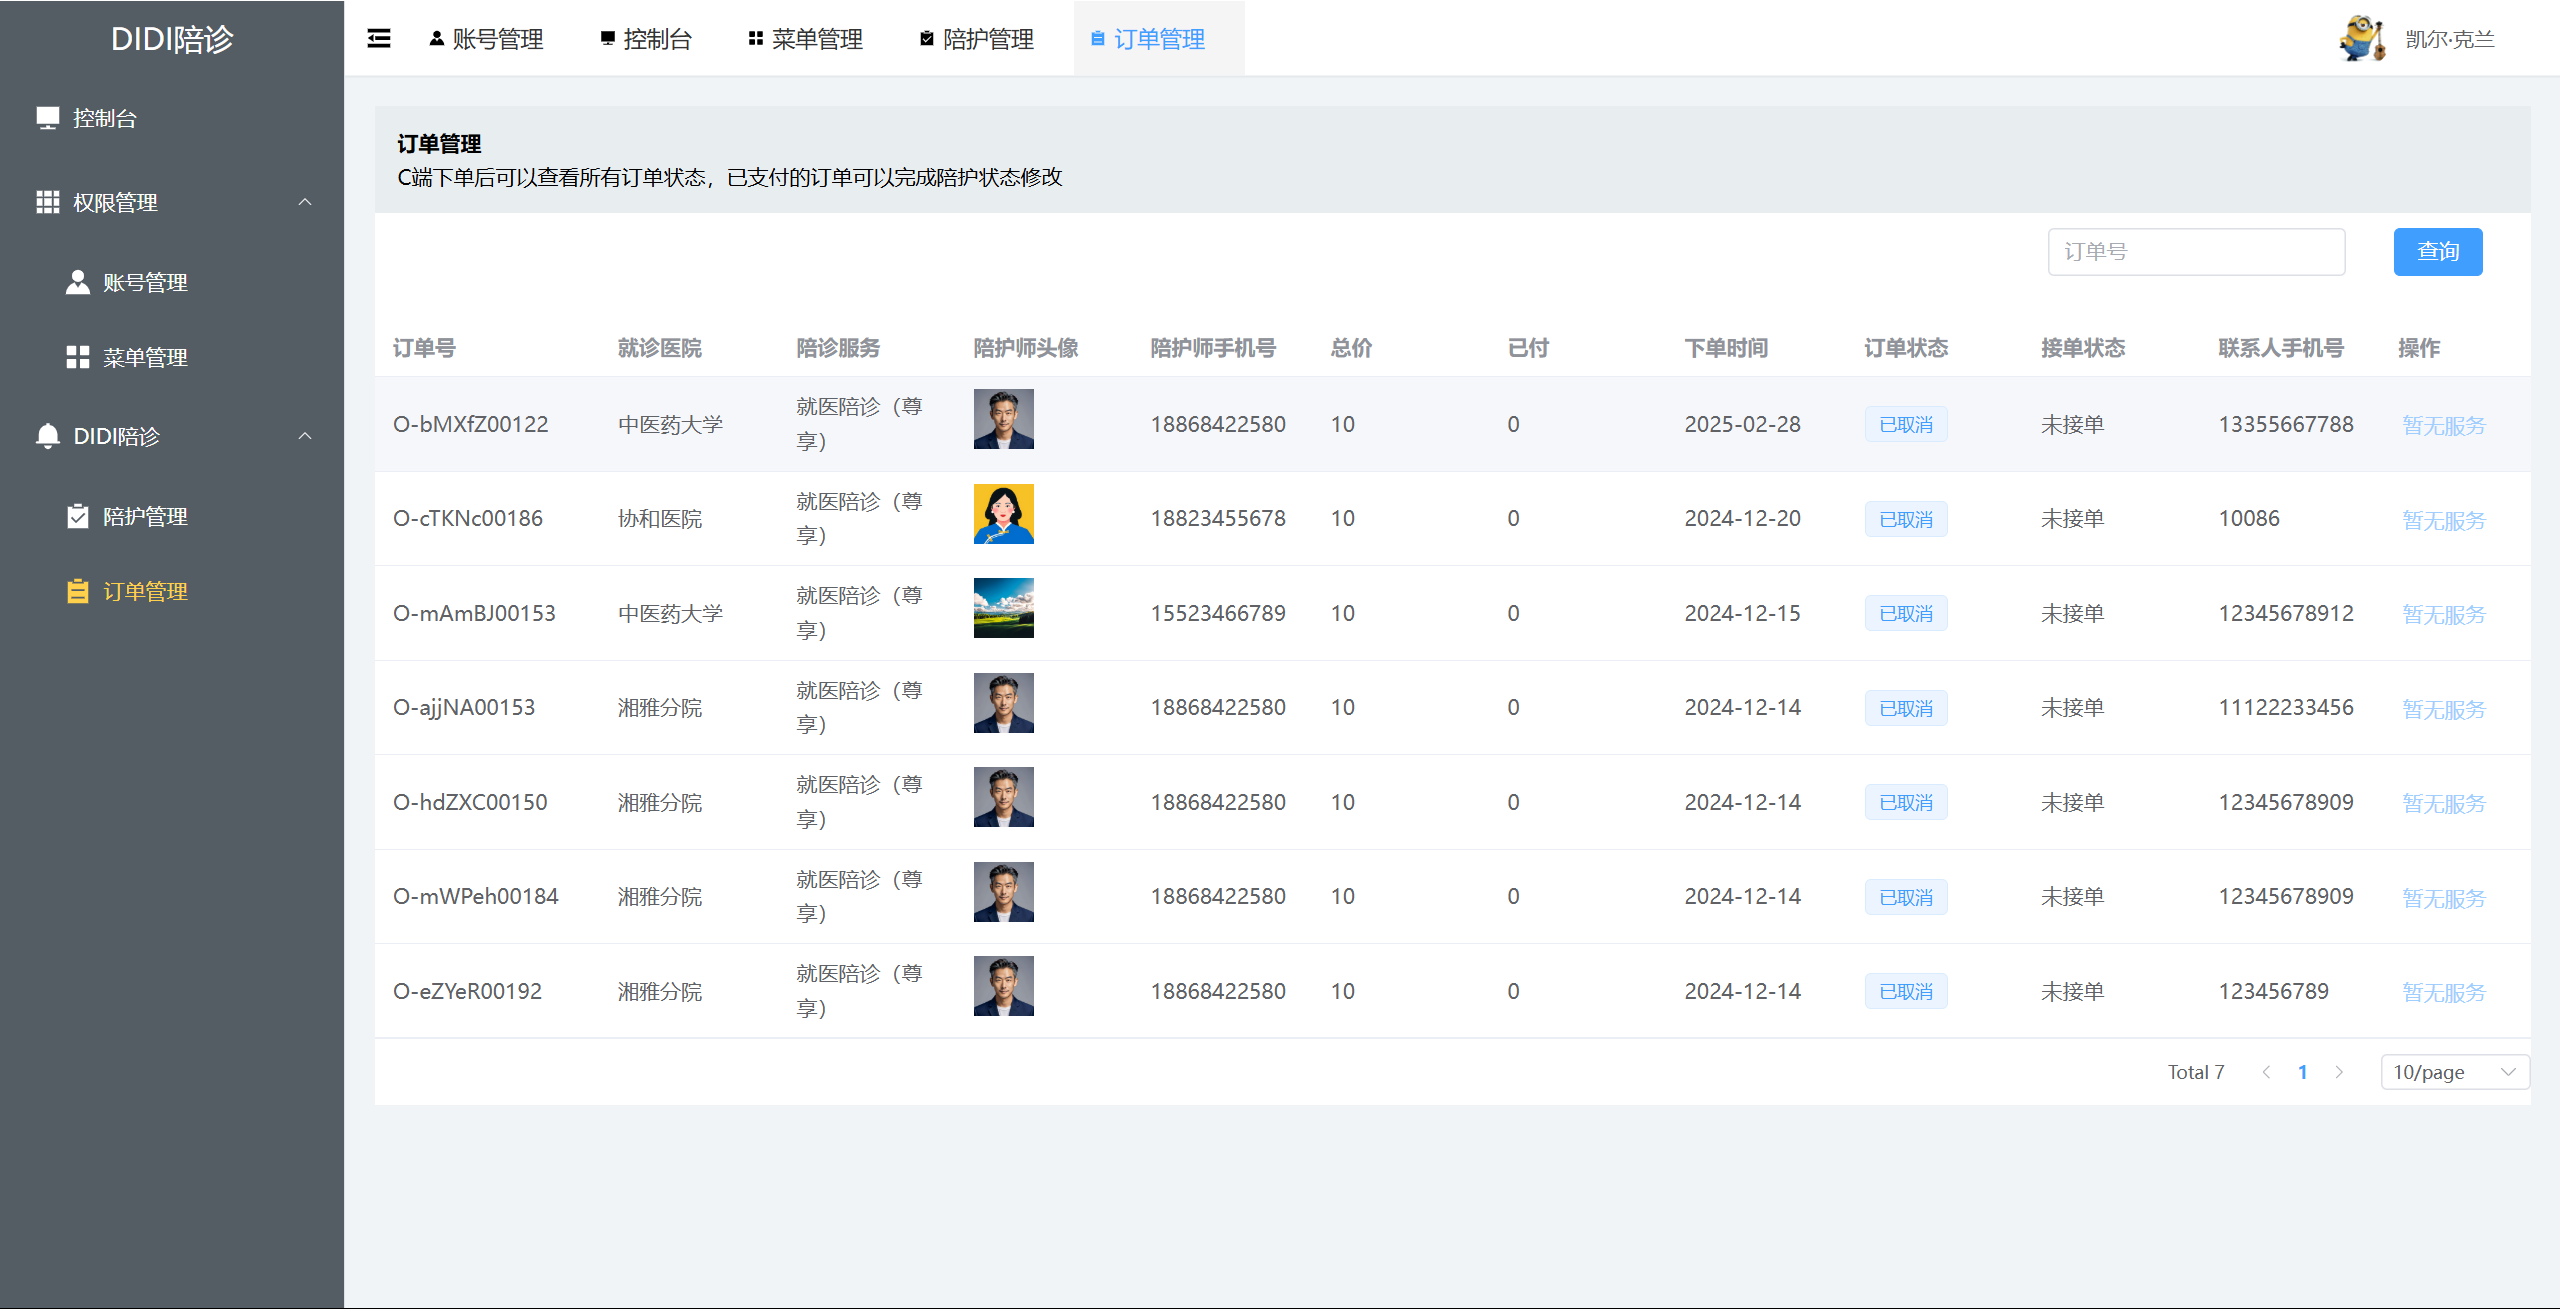 DIDI陪诊
控制台
权限管理
账号管理
菜单管理
DIDI陪诊
陪护管理
订单管理
账号管理 控制台 菜单管理 陪护管理 订单管理 凯尔·克兰
订单管理
C端下单后可以查看所有订单状态，已支付的订单可以完成陪护状态修改
订单号 查询
订单号 就诊医院 陪诊服务 陪护师头像 陪护师手机号 总价 已付 下单时间 订单状态 接单状态 联系人手机号 操作
O-bMXfZ00122 中医药大学 就医陪诊（尊享） 18868422580 10 0 2025-02-28 已取消 未接单 13355667788 暂无服务
O-cTKNc00186 协和医院 就医陪诊（尊享） 18823455678 10 0 2024-12-20 已取消 未接单 10086 暂无服务
O-mAmBJ00153 中医药大学 就医陪诊（尊享） 15523466789 10 0 2024-12-15 已取消 未接单 12345678912 暂无服务
O-ajjNA00153 湘雅分院 就医陪诊（尊享） 18868422580 10 0 2024-12-14 已取消 未接单 11122233456 暂无服务
O-hdZXC00150 湘雅分院 就医陪诊（尊享） 18868422580 10 0 2024-12-14 已取消 未接单 12345678909 暂无服务
O-mWPeh00184 湘雅分院 就医陪诊（尊享） 18868422580 10 0 2024-12-14 已取消 未接单 12345678909 暂无服务
O-eZYeR00192 湘雅分院 就医陪诊（尊享） 18868422580 10 0 2024-12-14 已取消 未接单 123456789 暂无服务
Total 7 1 10/page